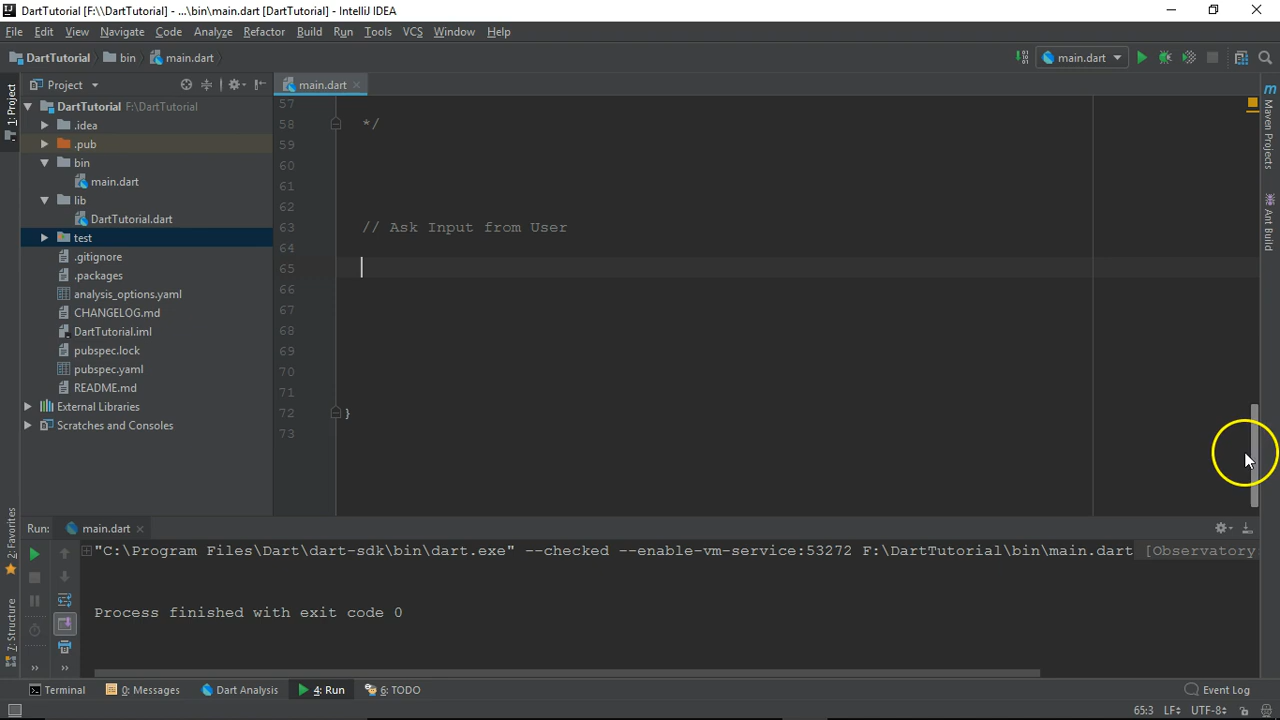 DartTutorial [F:\\DartTutorial] - ...\bin\main.dart [DartTutorial] - IntelliJ IDEA
File Edit View Navigate Code Analyze Refactor Build Run Tools VCS Window Help
DartTutorial bin main.dart main.dart
1: Project
Project
main.dart
DartTutorial F:\DartTutorial
.idea
.pub
bin
main.dart
lib
DartTutorial.dart
test
.gitignore
.packages
analysis_options.yaml
CHANGELOG.md
DartTutorial.iml
pubspec.lock
pubspec.yaml
README.md
External Libraries
Scratches and Consoles
57
58 */
59
60
61
62
63 // Ask Input from User
64
65
66
67
68
69
70
71
72 }
73
m
Maven Projects
Ant Build
2: Favorites
Z: Structure
Run: main.dart
"C:\Program Files\Dart\dart-sdk\bin\dart.exe" --checked --enable-vm-service:53272 F:\DartTutorial\bin\main.dart [Observatory
Process finished with exit code 0
Terminal 0: Messages Dart Analysis 4: Run 6: TODO Event Log
65:3 LF UTF-8